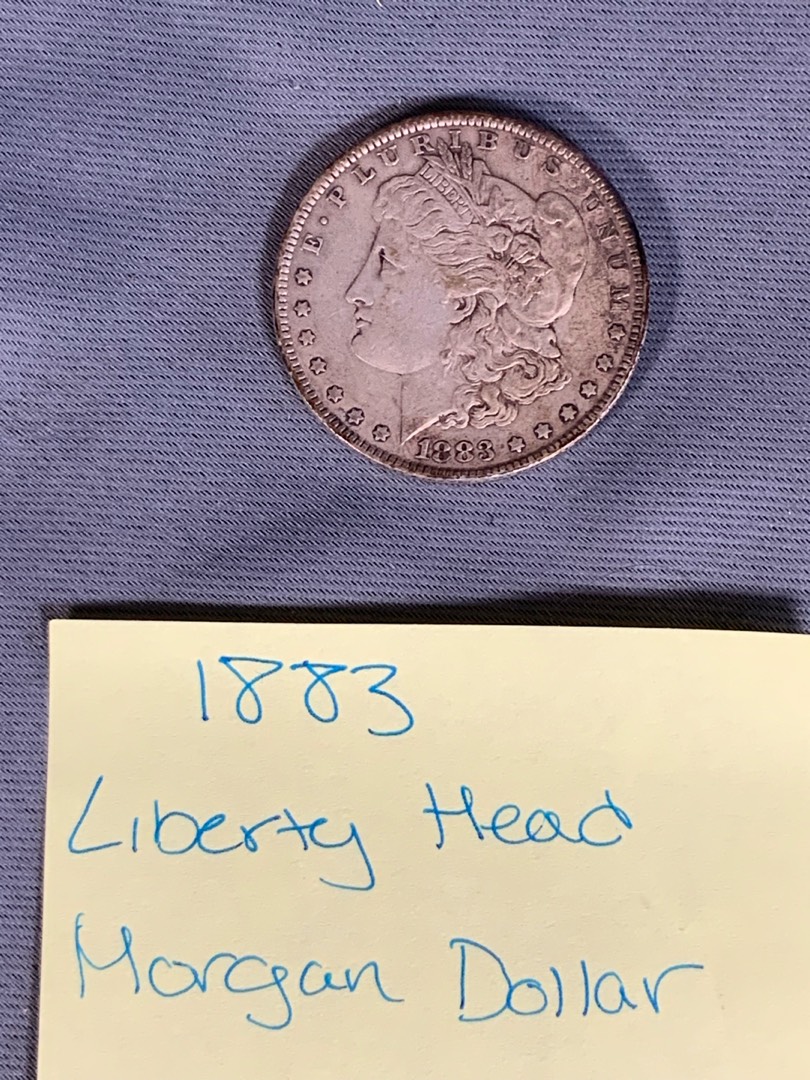 E · PLURIBUS · UNUM
LIBERTY
1883
1883
Liberty Head
Morgan Dollar